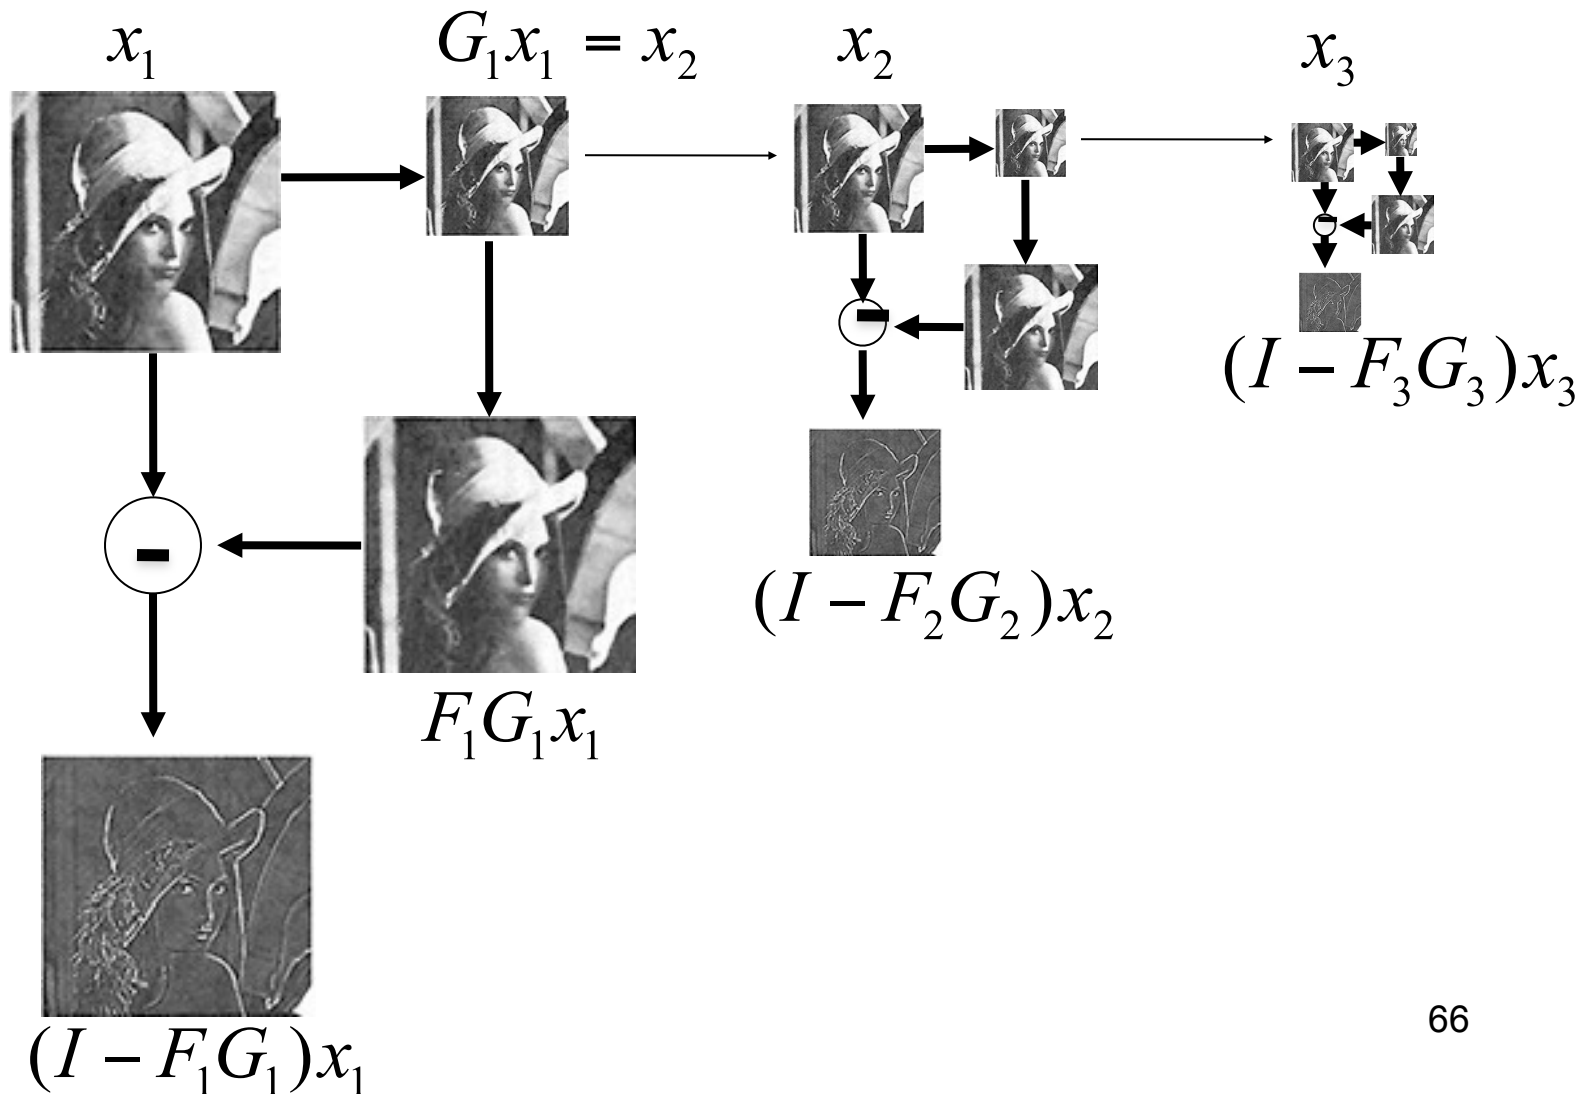 x₁
G₁x₁ = x₂
x₂
x₃
-
-
-
(I − F₃G₃)x₃
(I − F₂G₂)x₂
F₁G₁x₁
(I − F₁G₁)x₁
66